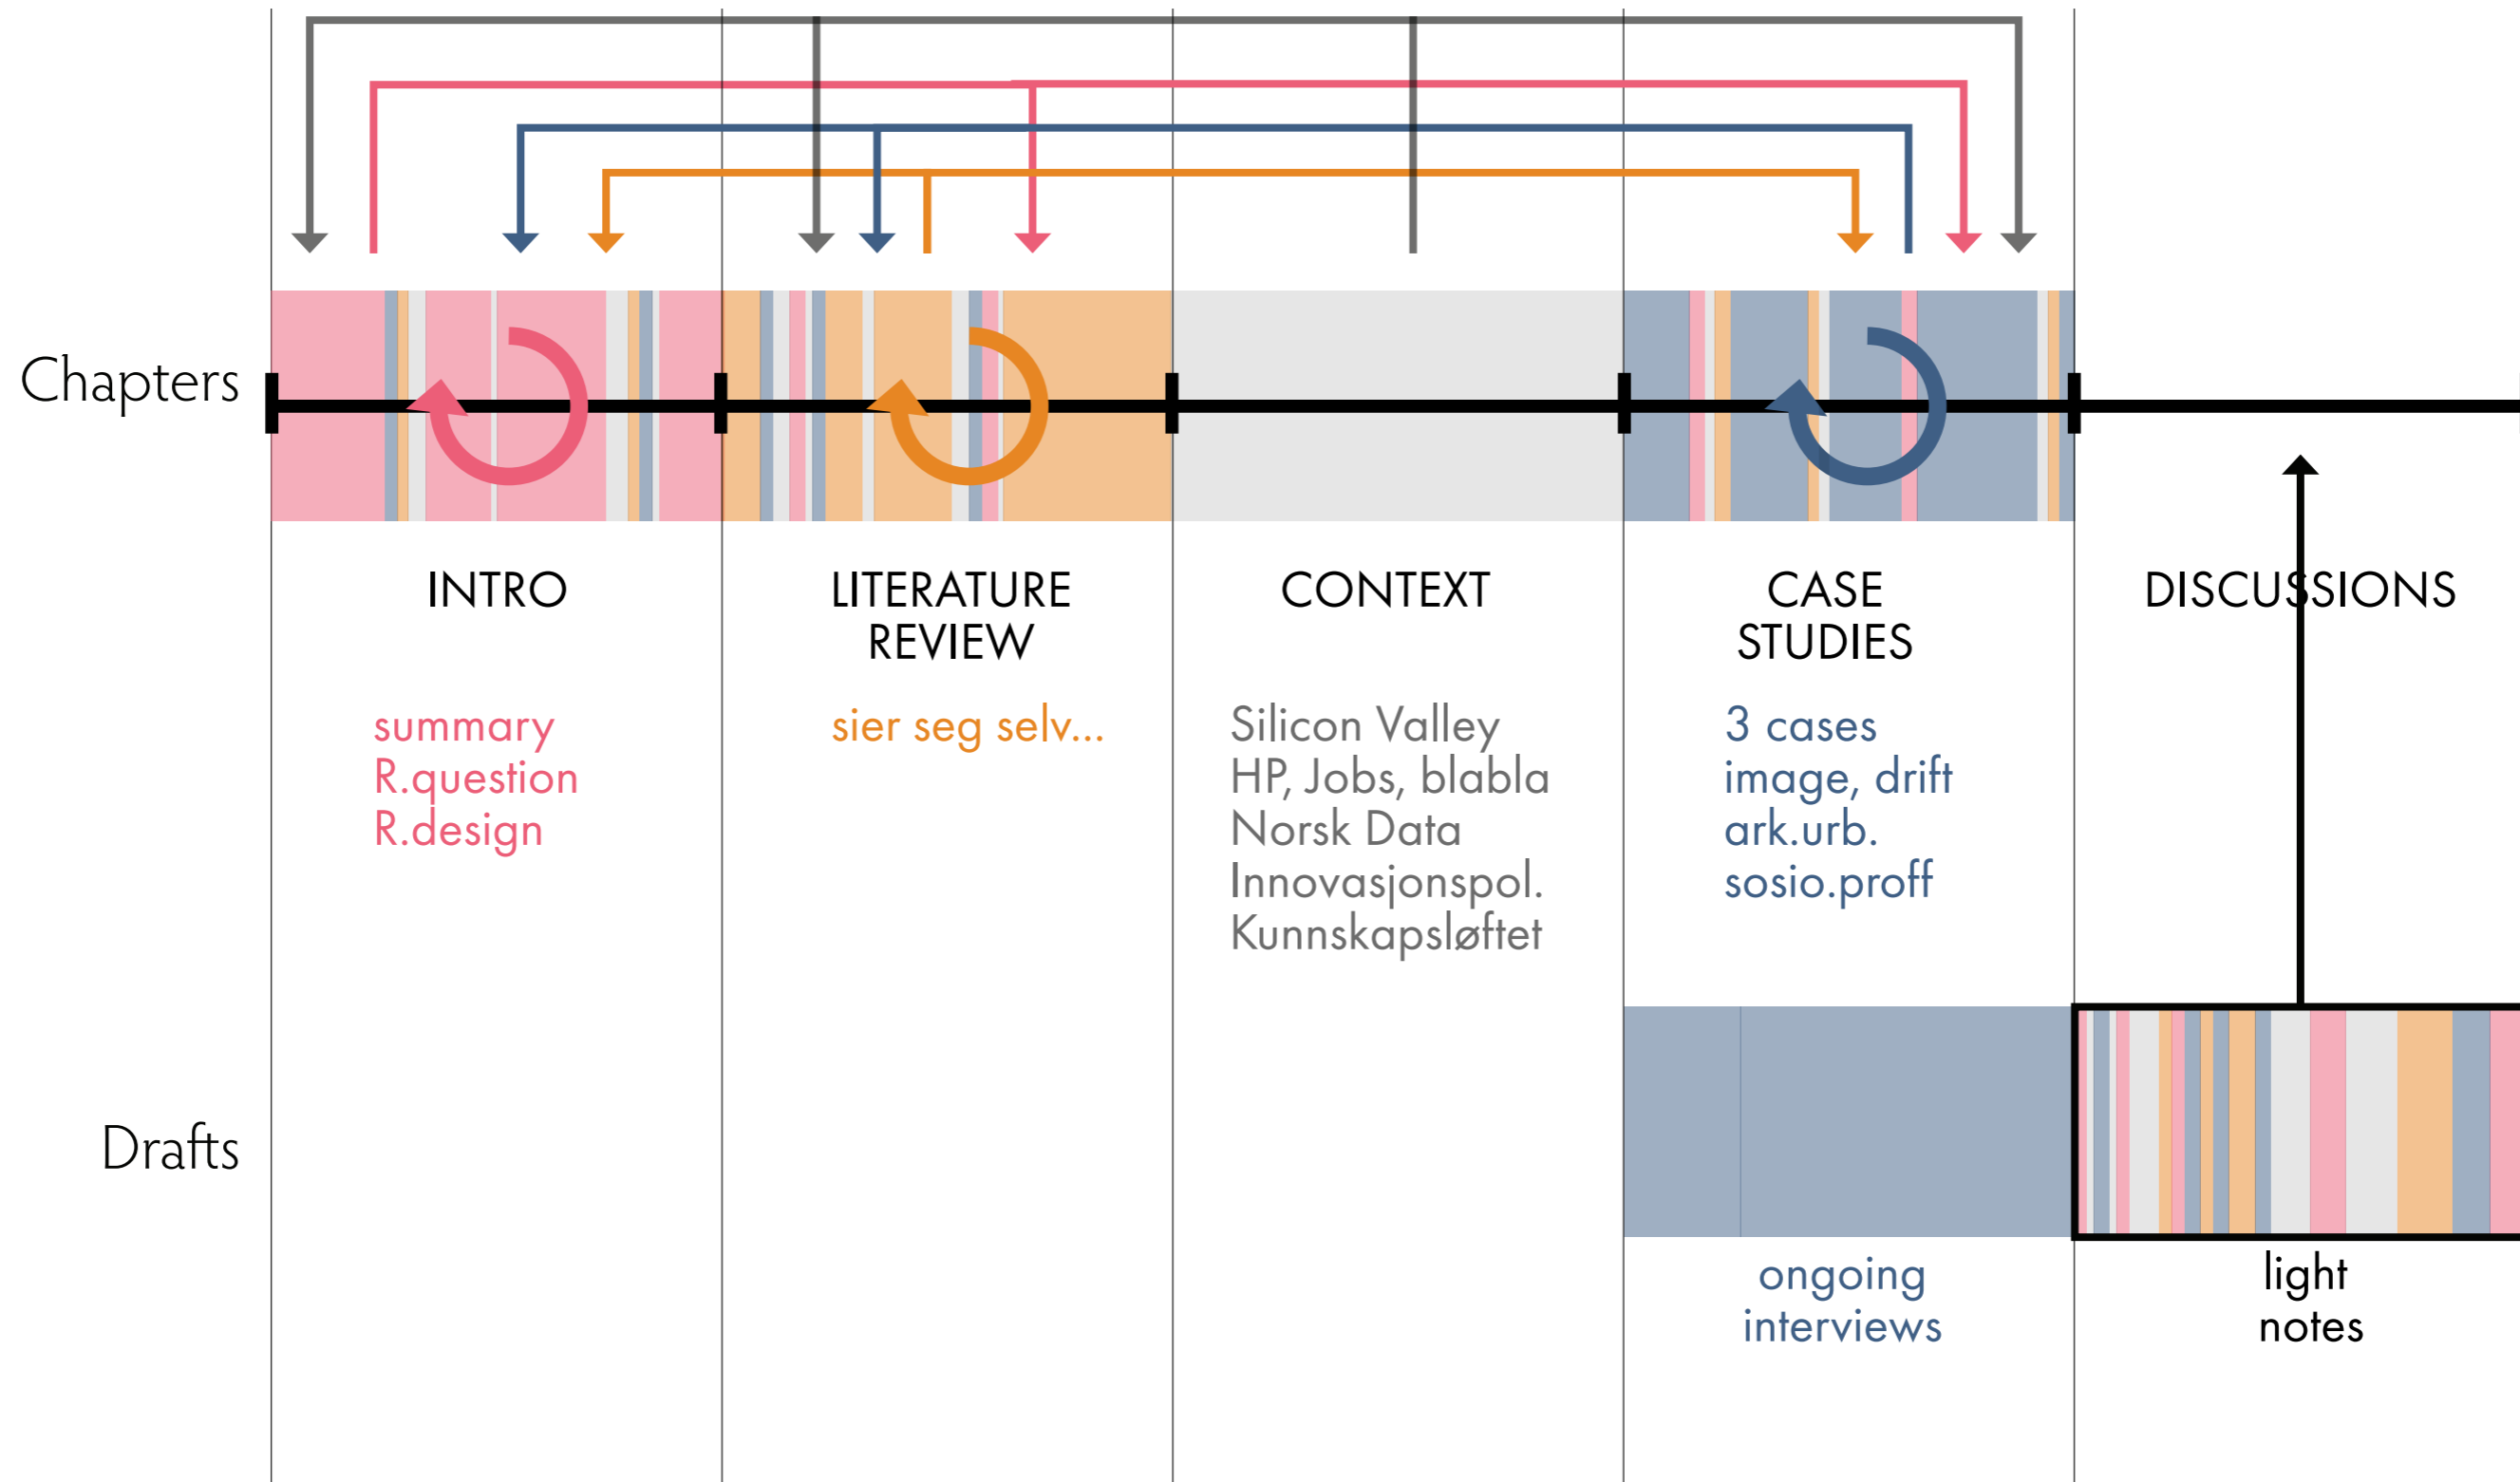 Chapters
INTRO
summary
R.question
R.design
LITERATURE
REVIEW
sier seg selv...
CONTEXT
Silicon Valley
HP, Jobs, blabla
Norsk Data
Innovasjonspol.
Kunnskapsløftet
CASE
STUDIES
3 cases
image, drift
ark.urb.
sosio.proff
DISCUSSIONS
Drafts
ongoing
interviews
light
notes